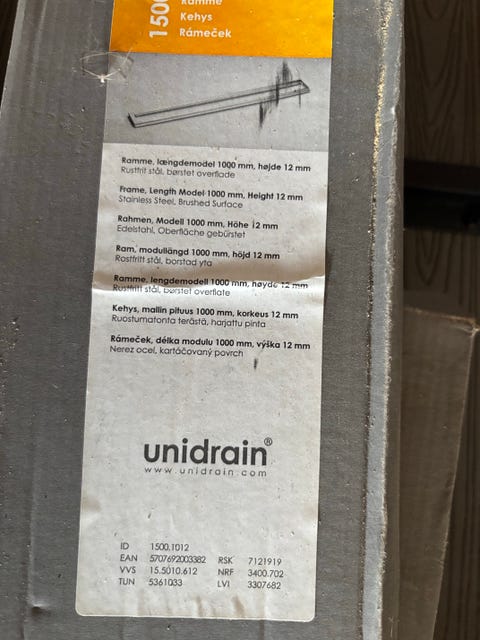 1500
Ramme
Kehys
Rámeček
Ramme, længdemodel 1000 mm, højde 12 mm
Rustfrit stål, børstet overflade
Frame, Length Model 1000 mm, Height 12 mm
Stainless Steel, Brushed Surface
Rahmen, Modell 1000 mm, Höhe 12 mm
Edelstahl, Oberfläche gebürstet
Ram, modullängd 1000 mm, höjd 12 mm
Rostfritt stål, borstad yta
Ramme, lengdemodell 1000 mm, høyde 12 mm
Rustfritt stål, børstet overflate
Kehys, mallin pituus 1000 mm, korkeus 12 mm
Ruostumatonta terästä, harjattu pinta
Rámeček, délka modulu 1000 mm, výška 12 mm
Nerez ocel, kartáčovaný povrch
unidrain®
www.unidrain.com
ID 1500.1012
EAN 5707692003382 RSK 7121919
VVS 15.5010.612 NRF 3400.702
TUN 5361033 LVI 3307682